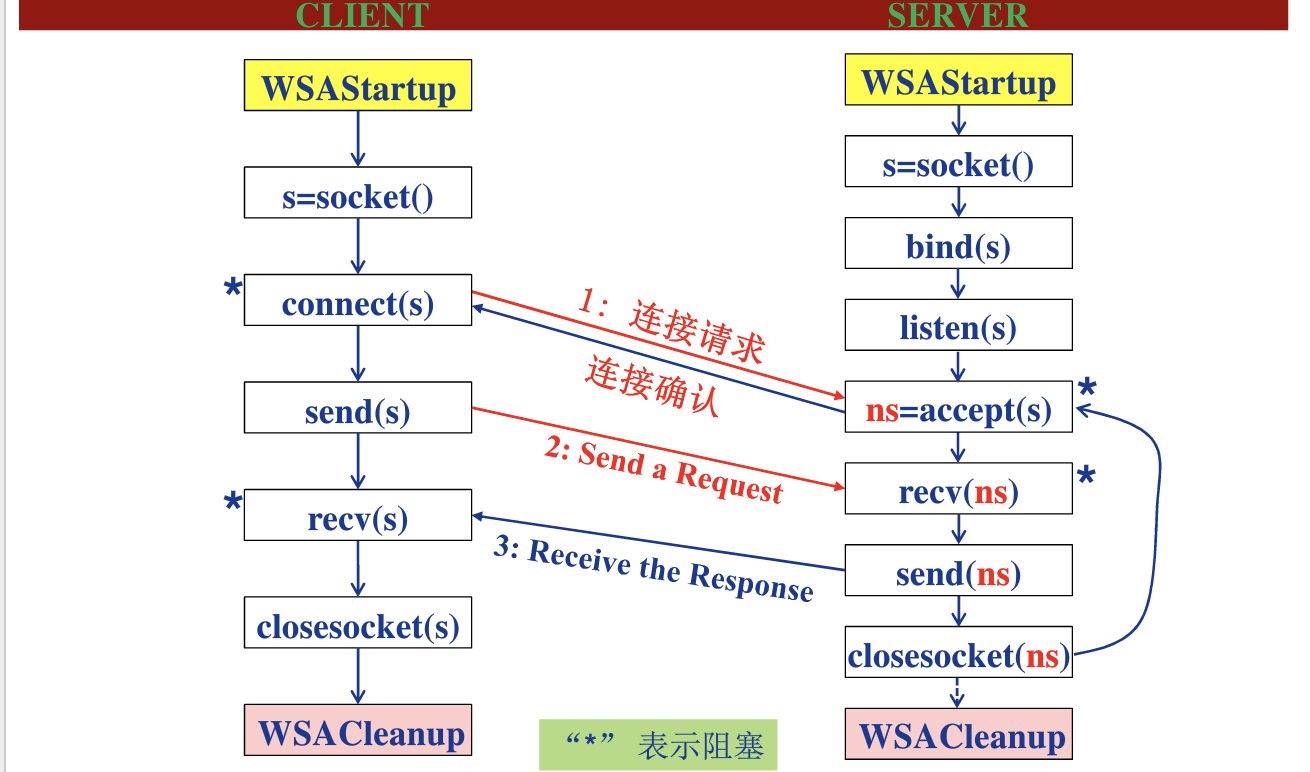 CLIENT
SERVER
WSAStartup
s=socket()
* connect(s)
send(s)
* recv(s)
closesocket(s)
WSACleanup
1：连接请求
连接确认
2: Send a Request
3: Receive the Response
WSAStartup
s=socket()
bind(s)
listen(s)
ns=accept(s) *
recv(ns) *
send(ns)
closesocket(ns)
WSACleanup
“*” 表示阻塞